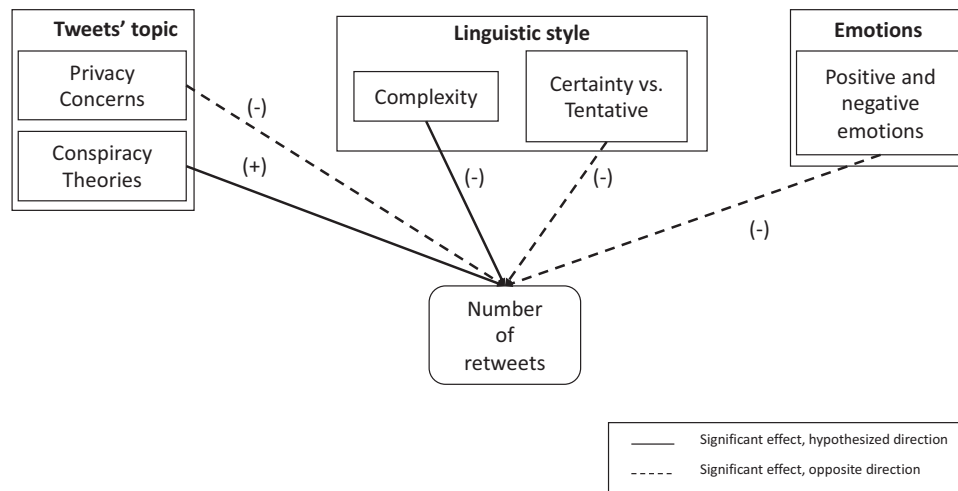 Tweets' topic
Privacy
Concerns
Conspiracy
Theories
Linguistic style
Complexity
Certainty vs.
Tentative
Emotions
Positive and
negative
emotions
(-)
(+)
(-)
(-)
(-)
Number
of
retweets
Significant effect, hypothesized direction
Significant effect, opposite direction